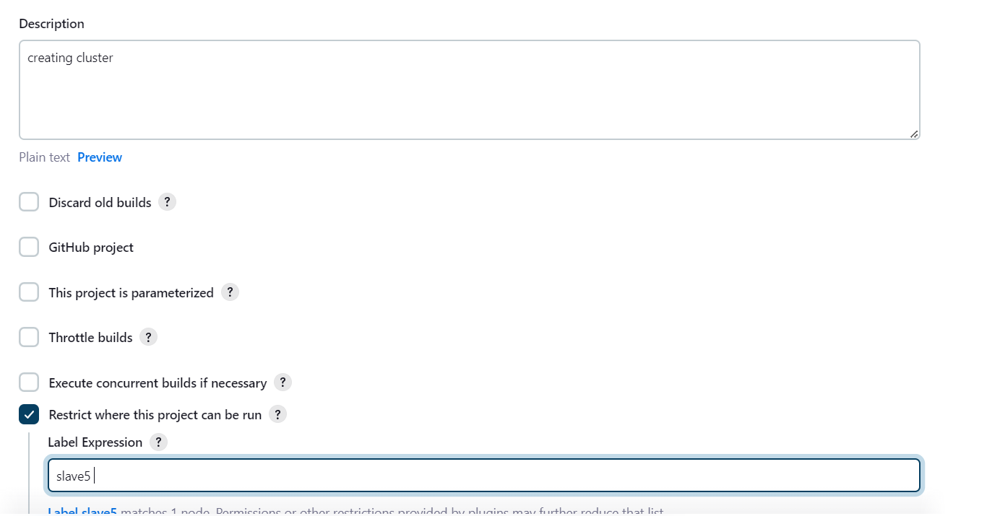 Description
creating cluster
Plain text Preview
Discard old builds ?
GitHub project
This project is parameterized ?
Throttle builds ?
Execute concurrent builds if necessary ?
Restrict where this project can be run ?
Label Expression ?
slave5
Label slave5 matches 1 node. Permissions or other restrictions provided by plugins may further reduce that list.